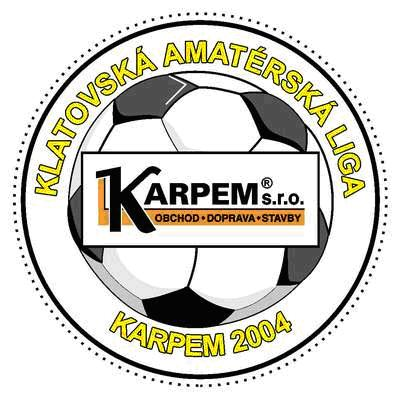 KLATOVSKÁ AMATÉRSKÁ LIGA
KARPEM®
s.r.o.
OBCHOD • DOPRAVA • STAVBY
KARPEM 2004